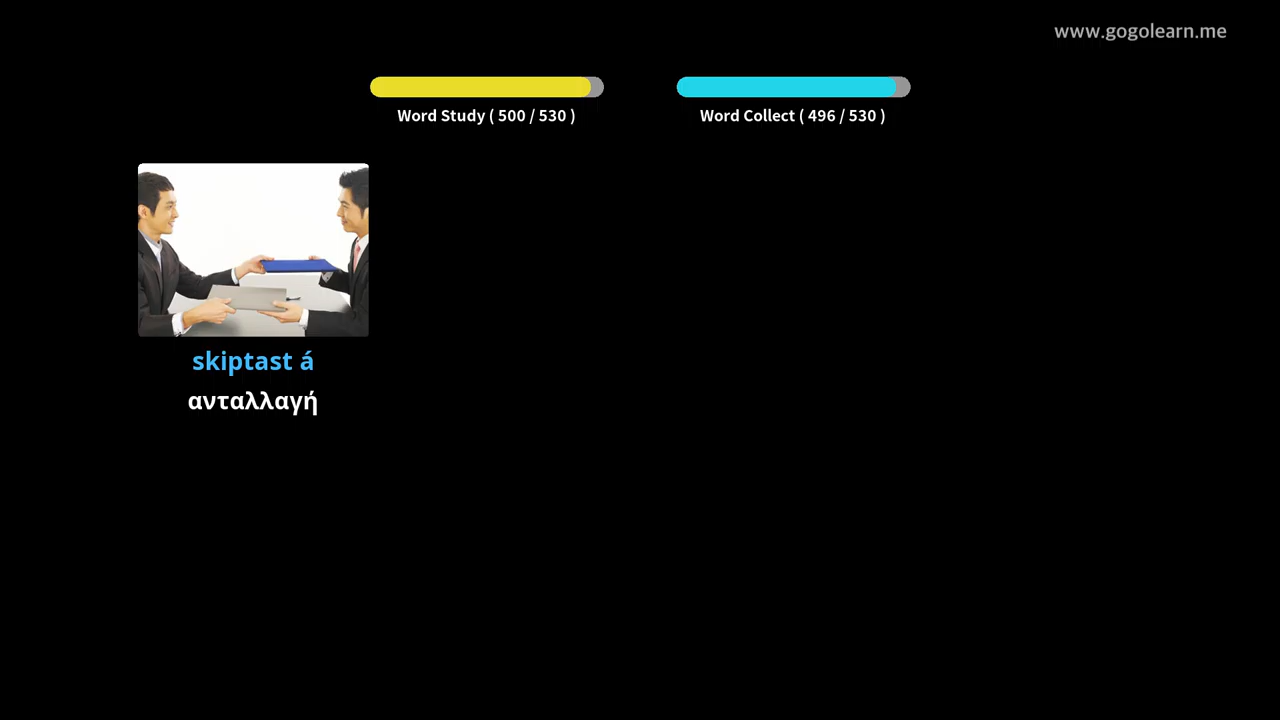 www.gogolearn.me
Word Study ( 500 / 530 )
Word Collect ( 496 / 530 )
skiptast á
ανταλλαγή